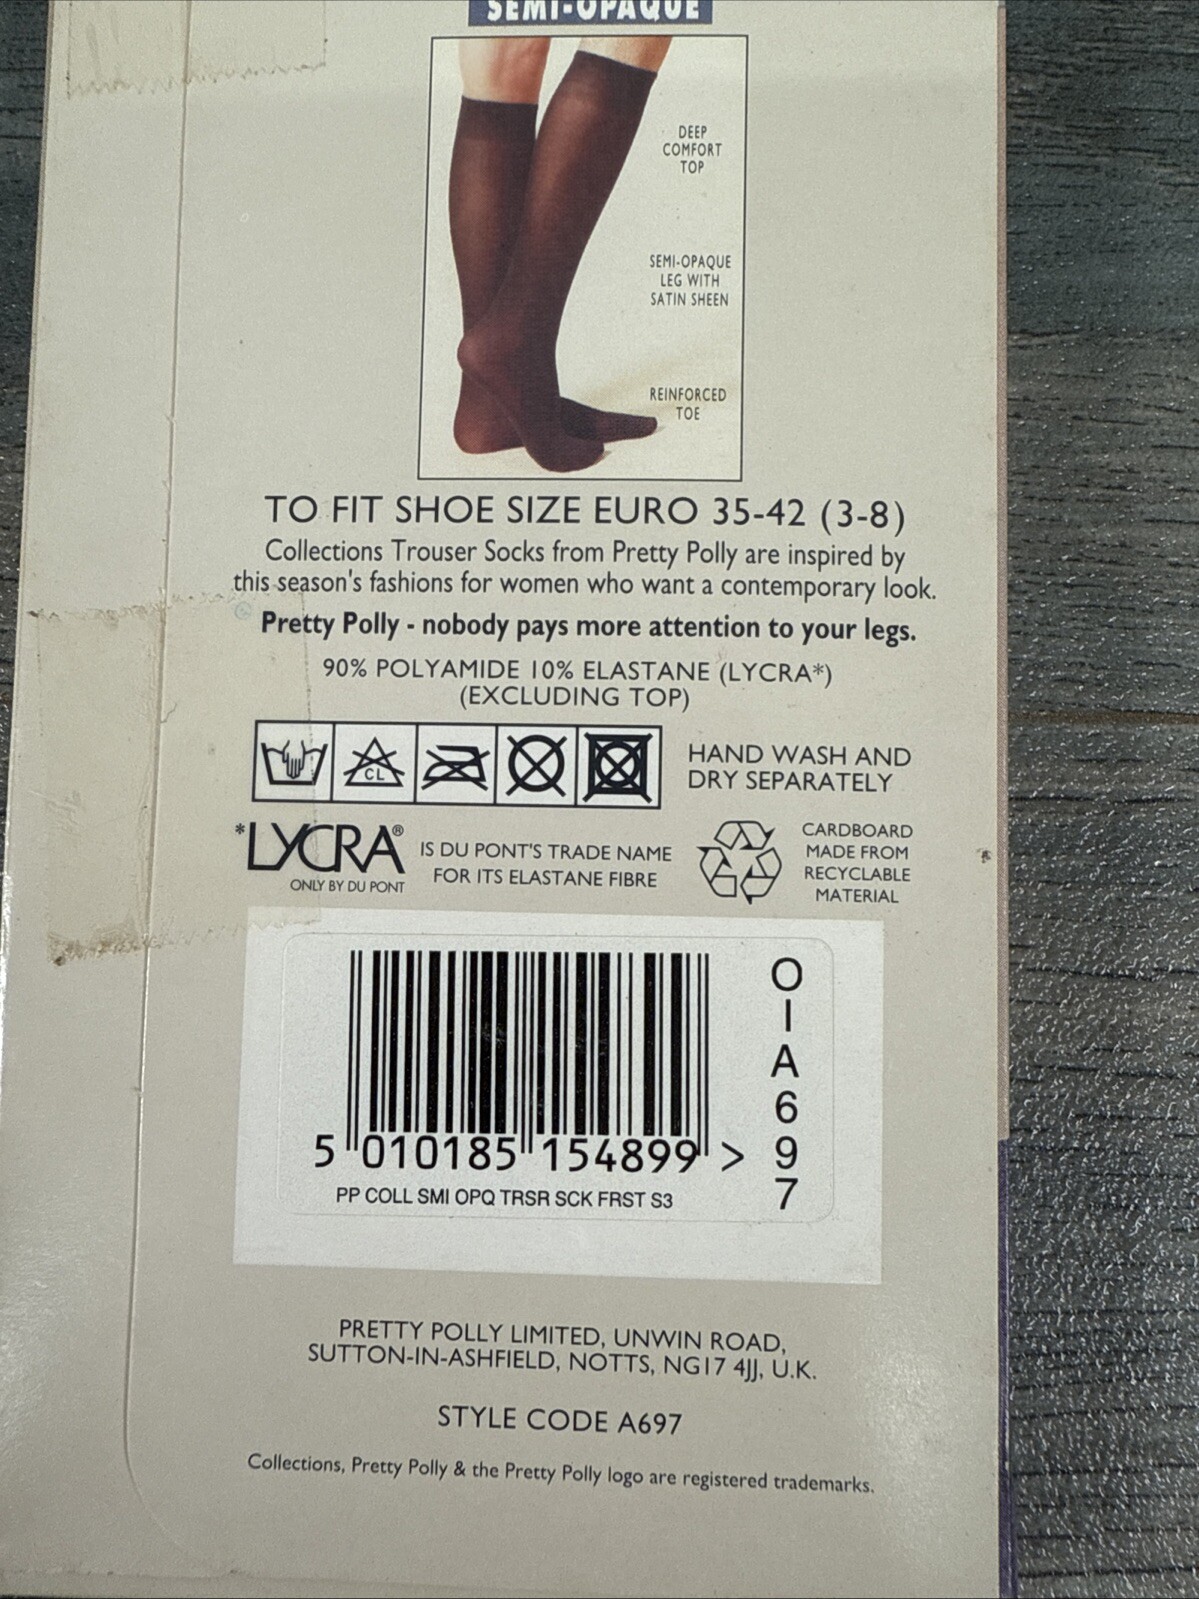 SEMI-OPAQUE
DEEP
COMFORT
TOP
SEMI-OPAQUE
LEG WITH
SATIN SHEEN
REINFORCED
TOE
TO FIT SHOE SIZE EURO 35-42 (3-8)
Collections Trouser Socks from Pretty Polly are inspired by
this season's fashions for women who want a contemporary look.
Pretty Polly - nobody pays more attention to your legs.
90% POLYAMIDE 10% ELASTANE (LYCRA*)
(EXCLUDING TOP)
CL
HAND WASH AND
DRY SEPARATELY
*LYCRA®
ONLY BY DU PONT
IS DU PONT'S TRADE NAME
FOR ITS ELASTANE FIBRE
CARDBOARD
MADE FROM
RECYCLABLE
MATERIAL
5 010185 154899 >
PP COLL SMI OPQ TRSR SCK FRST S3
O
I
A
6
9
7
PRETTY POLLY LIMITED, UNWIN ROAD,
SUTTON-IN-ASHFIELD, NOTTS, NG17 4JJ, U.K.
STYLE CODE A697
Collections, Pretty Polly & the Pretty Polly logo are registered trademarks.